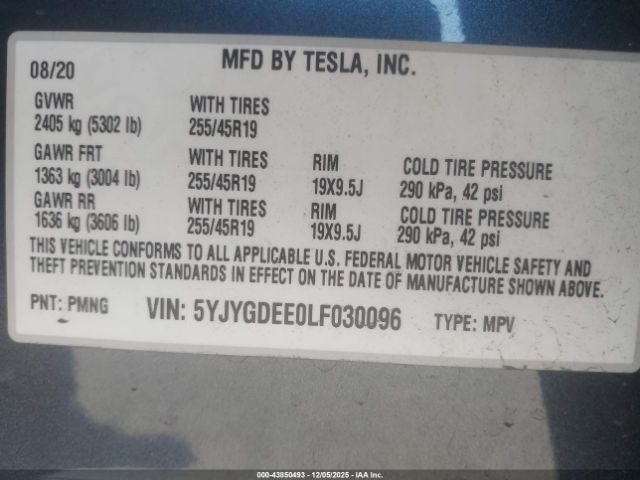 MFD BY TESLA, INC.
08/20
GVWR WITH TIRES
2405 kg (5302 lb) 255/45R19
GAWR FRT WITH TIRES RIM COLD TIRE PRESSURE
1363 kg (3004 lb) 255/45R19 19X9.5J 290 kPa, 42 psi
GAWR RR WITH TIRES RIM COLD TIRE PRESSURE
1636 kg (3606 lb) 255/45R19 19X9.5J 290 kPa, 42 psi
THIS VEHICLE CONFORMS TO ALL APPLICABLE U.S. FEDERAL MOTOR VEHICLE SAFETY AND
THEFT PREVENTION STANDARDS IN EFFECT ON THE DATE OF MANUFACTURE SHOWN ABOVE.
PNT: PMNG VIN: 5YJYGDEE0LF030096 TYPE: MPV
000-43850493 - 12/05/2025 - IAA Inc.